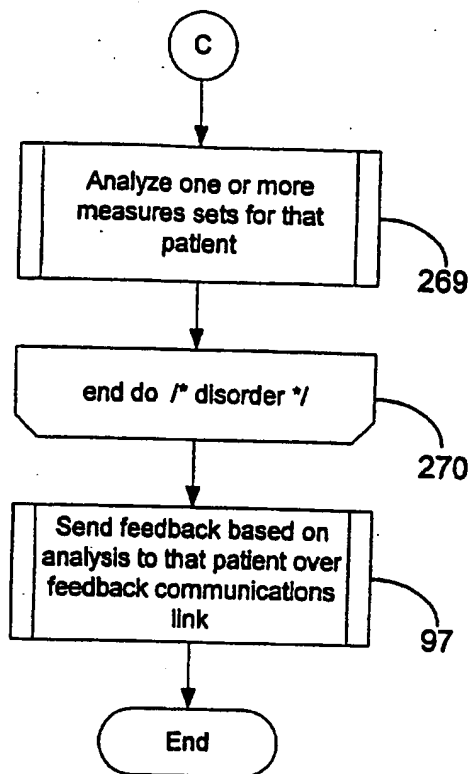 C
Analyze one or more
measures sets for that
patient
269
end do /* disorder */
270
Send feedback based on
analysis to that patient over
feedback communications
link
97
End